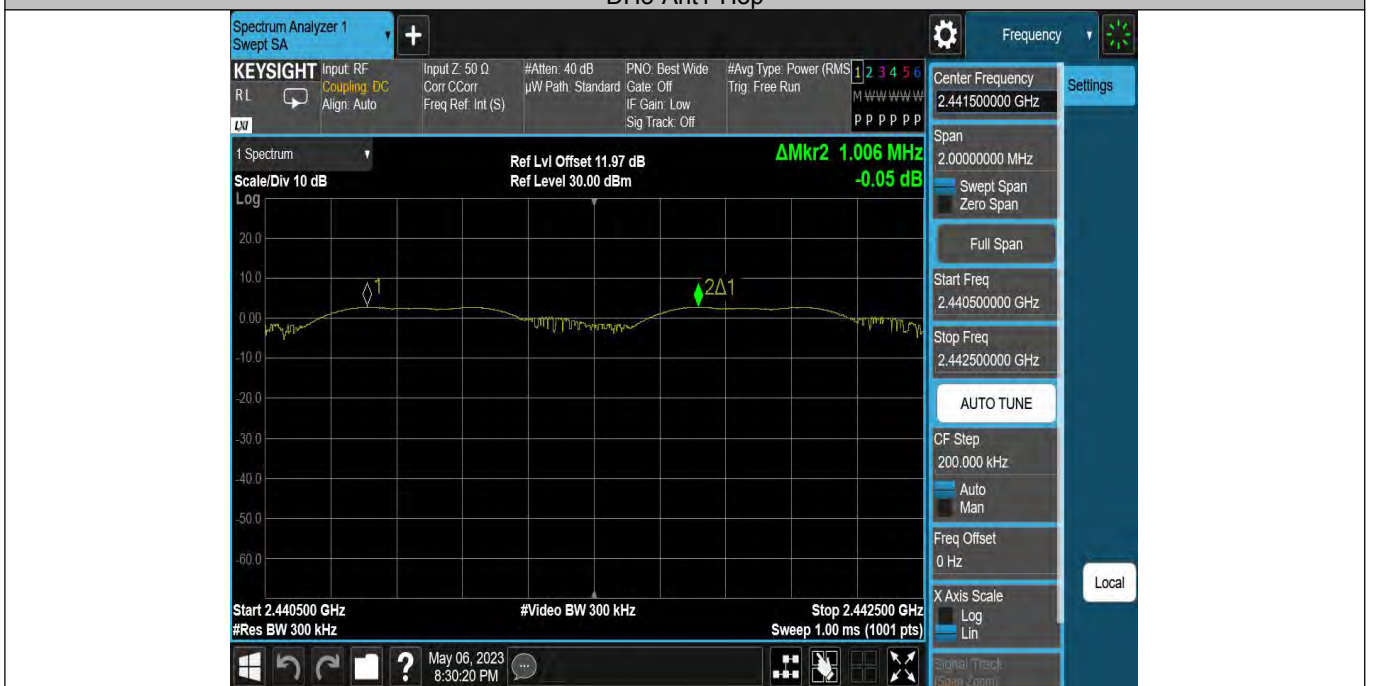 Spectrum Analyzer 1
Swept SA
+
Frequency
KEYSIGHT
RL
LXI
Input: RF
Coupling: DC
Align: Auto
Input Z: 50 Ω
Corr CCorr
Freq Ref: Int (S)
#Atten: 40 dB
µW Path: Standard
PNO: Best Wide
Gate: Off
IF Gain: Low
Sig Track: Off
#Avg Type: Power (RMS
Trig: Free Run
1 2 3 4 5 6
M W W W W W
P P P P P P
Center Frequency
2.441500000 GHz
Settings
Span
2.00000000 MHz
Swept Span
Zero Span
Full Span
Start Freq
2.440500000 GHz
Stop Freq
2.442500000 GHz
AUTO TUNE
CF Step
200.000 kHz
Auto
Man
Freq Offset
0 Hz
X Axis Scale
Log
Lin
Signal Track
(Span Zoom)
Local
1 Spectrum
Scale/Div 10 dB
Log
Ref Lvl Offset 11.97 dB
Ref Level 30.00 dBm
ΔMkr2 1.006 MHz
-0.05 dB
20.0
10.0
0.00
-10.0
-20.0
-30.0
-40.0
-50.0
-60.0
1
2Δ1
Start 2.440500 GHz
#Res BW 300 kHz
#Video BW 300 kHz
Stop 2.442500 GHz
Sweep 1.00 ms (1001 pts)
?
May 06, 2023
8:30:20 PM